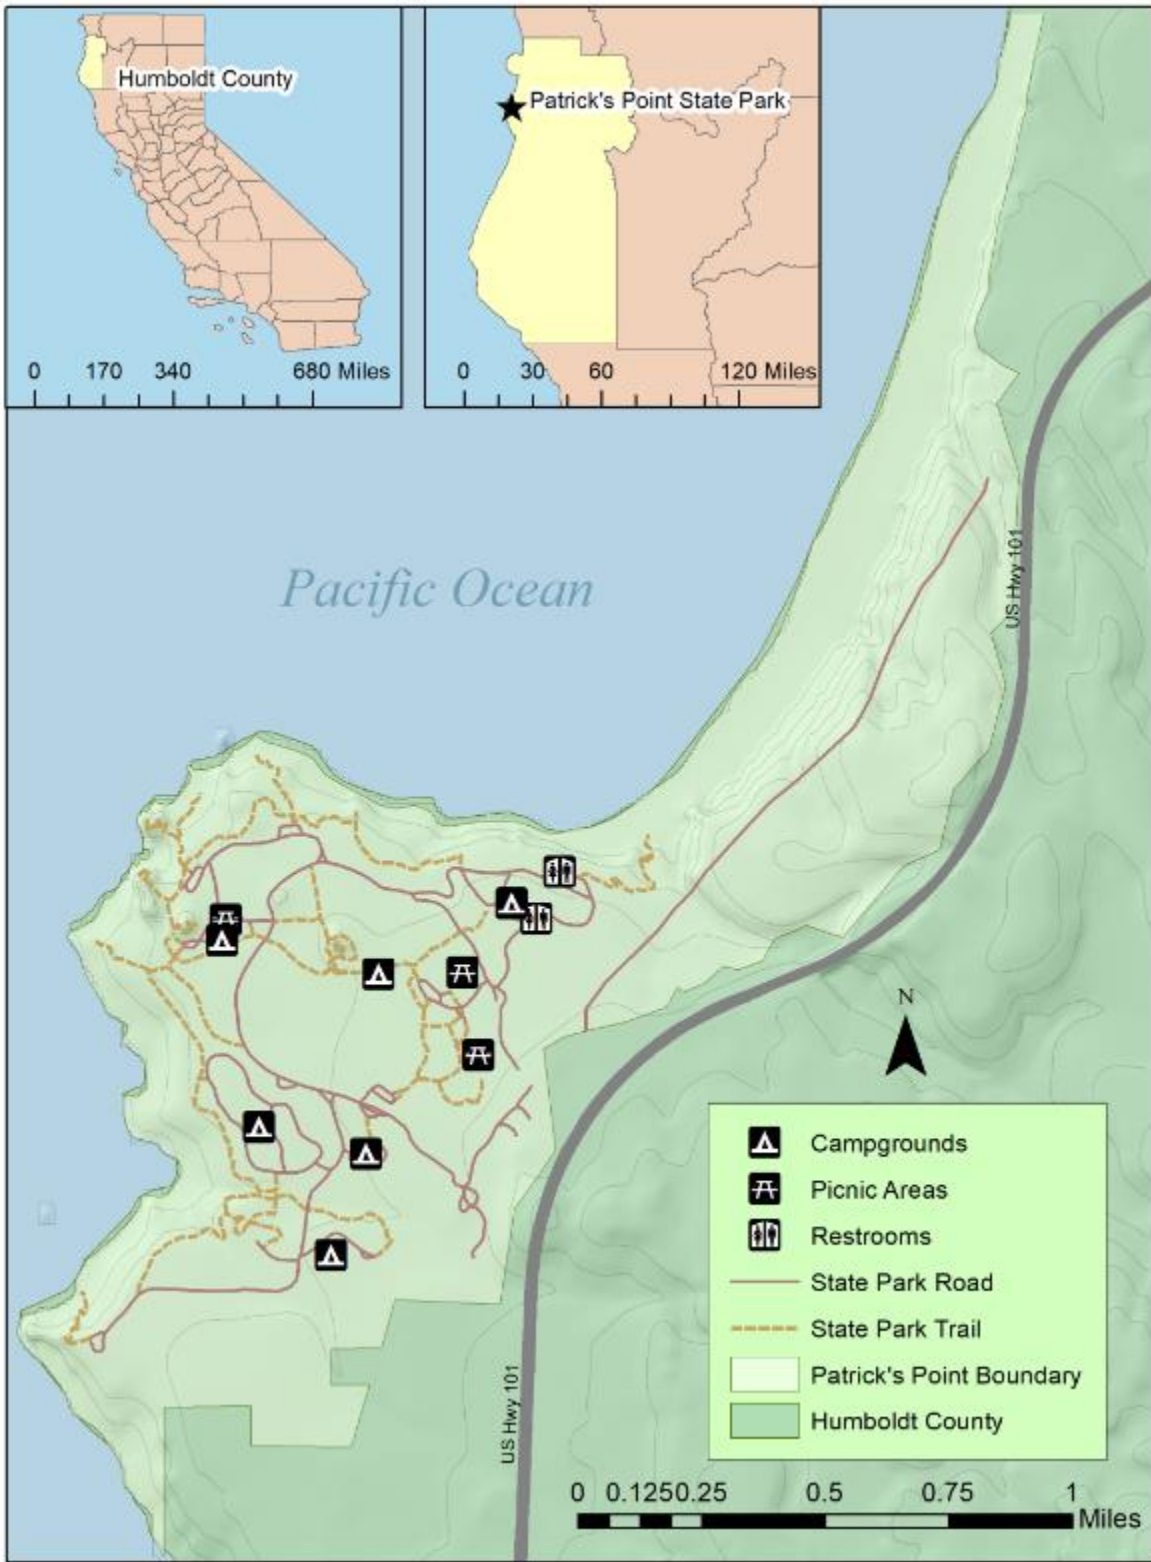 Humboldt County
0 170 340 680 Miles
Patrick's Point State Park
0 30 60 120 Miles
Pacific Ocean
US Hwy 101
N
Campgrounds
Picnic Areas
Restrooms
State Park Road
State Park Trail
Patrick's Point Boundary
Humboldt County
US Hwy 101
0 0.125 0.25 0.5 0.75 1
Miles